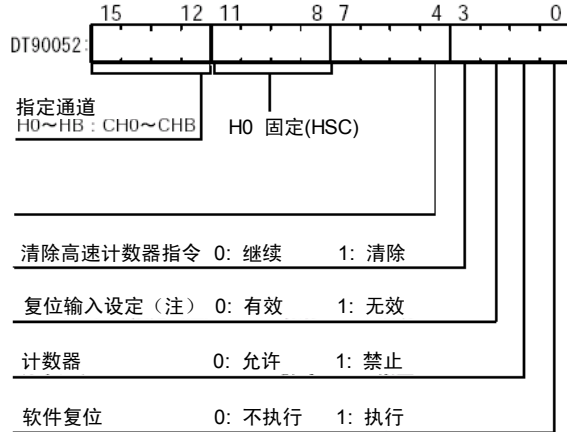 15 12 11 8 7 4 3 0
DT90052:
指定通道
H0～HB : CH0～CHB
H0 固定(HSC)
清除高速计数器指令 0: 继续 1: 清除
复位输入设定（注） 0: 有效 1: 无效
计数器 0: 允许 1: 禁止
软件复位 0: 不执行 1: 执行